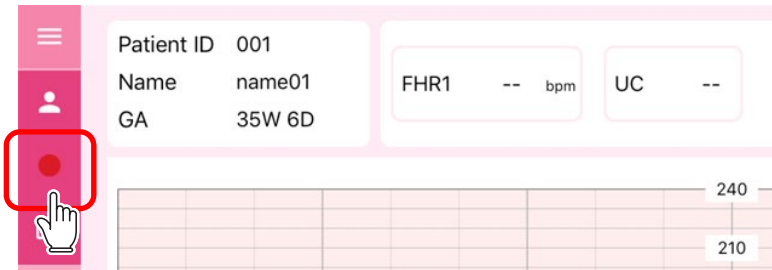 Patient ID 001
Name name01
GA 35W 6D
FHR1 -- bpm
UC --
240
210